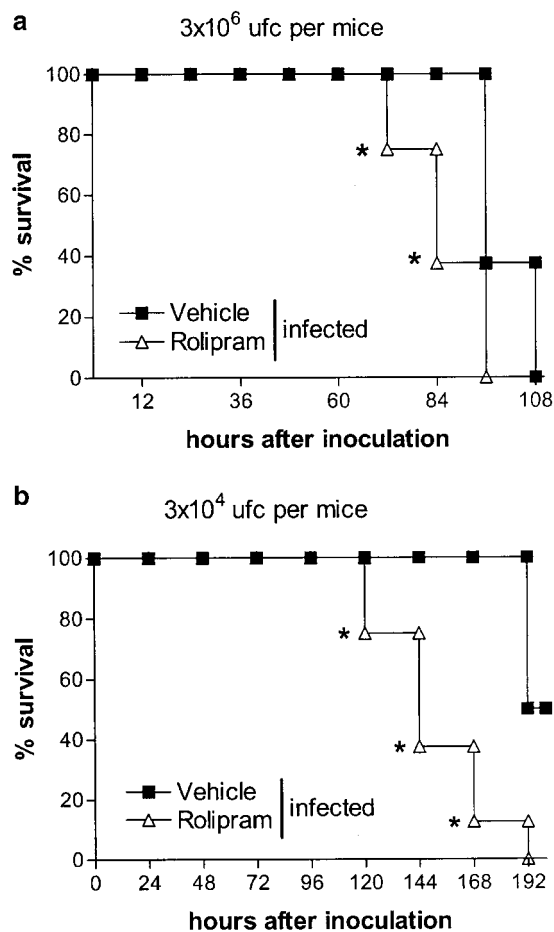 a
3x10⁶ ufc per mice
100
80
60
40
20
0
% survival
*
*
Vehicle
Rolipram
infected
12 36 60 84 108
hours after inoculation
b
3x10⁴ ufc per mice
100
80
60
40
20
0
% survival
*
*
*
Vehicle
Rolipram
infected
0 24 48 72 96 120 144 168 192
hours after inoculation